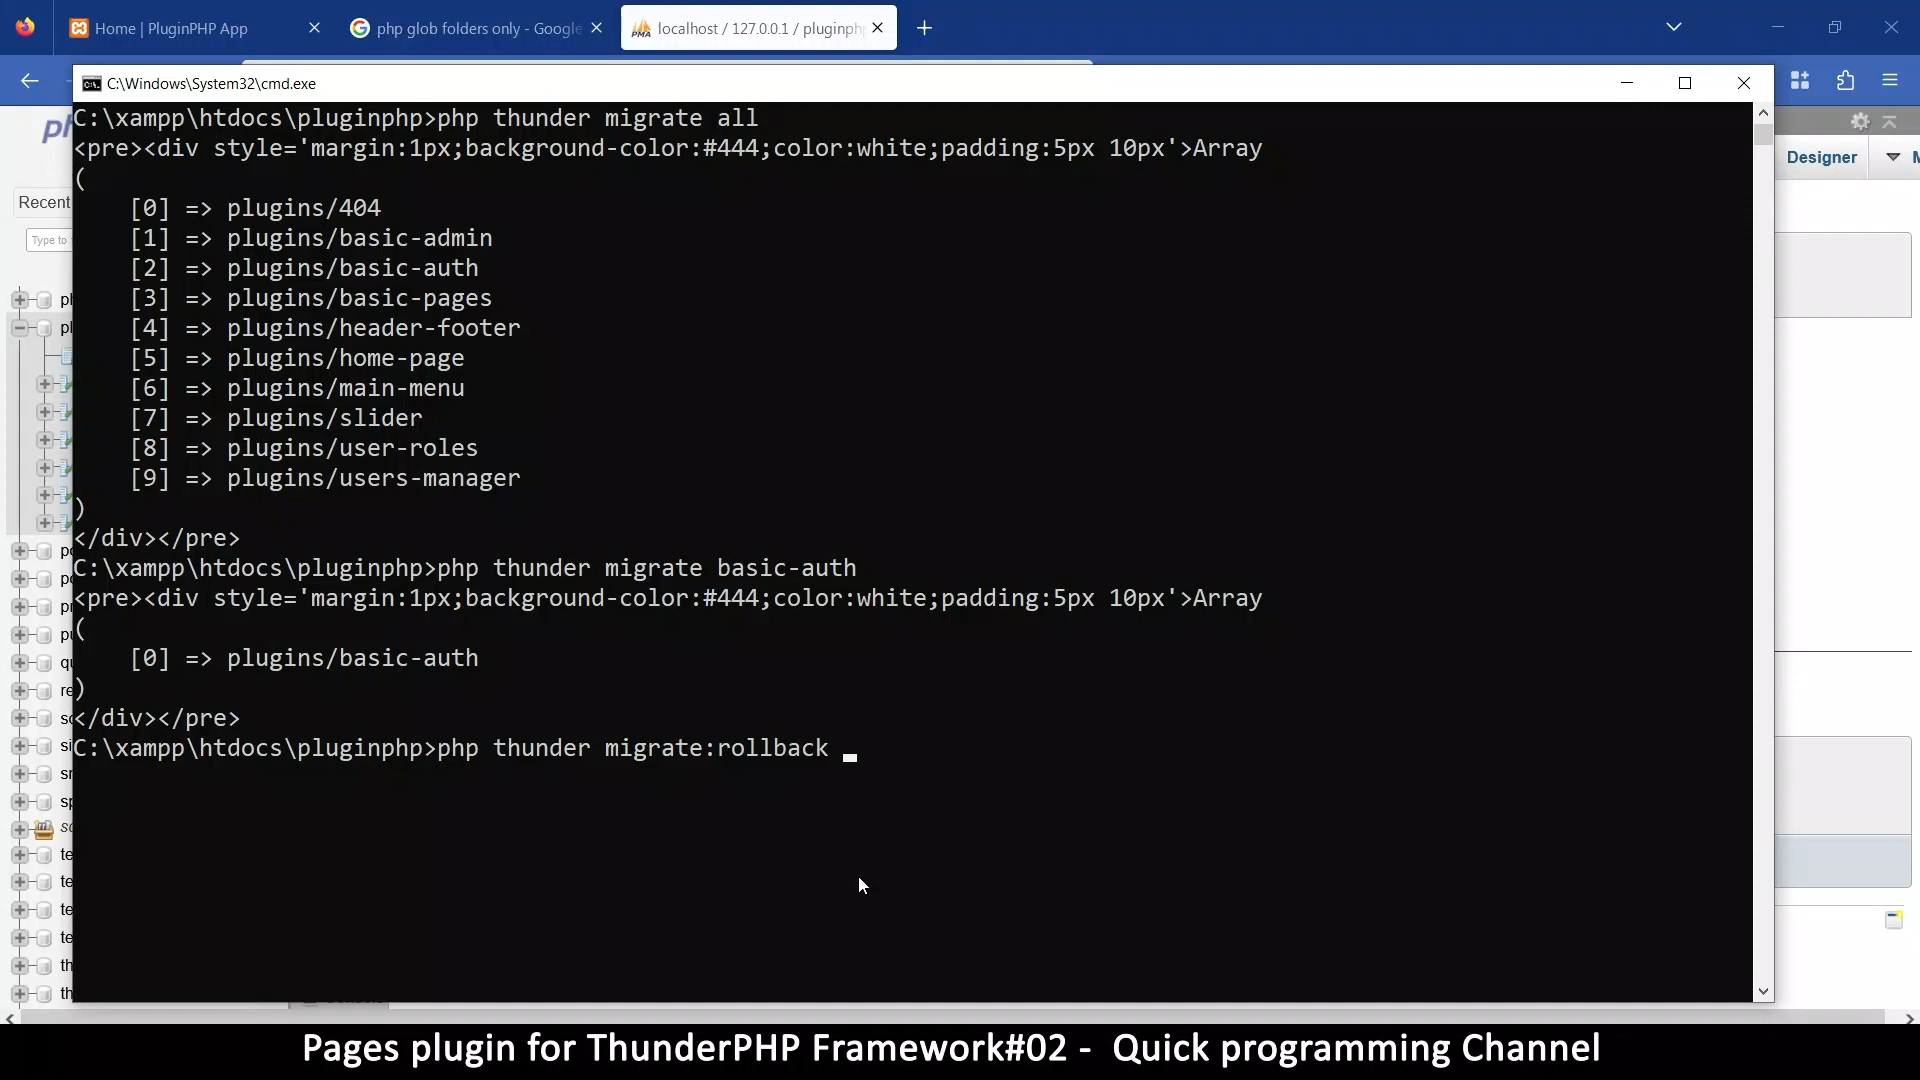 Home | PluginPHP App
php glob folders only - Google
localhost / 127.0.0.1 / pluginph
C:\Windows\System32\cmd.exe
C:\xampp\htdocs\pluginphp>php thunder migrate all
<pre><div style='margin:1px;background-color:#444;color:white;padding:5px 10px'>Array
(
[0] => plugins/404
[1] => plugins/basic-admin
[2] => plugins/basic-auth
[3] => plugins/basic-pages
[4] => plugins/header-footer
[5] => plugins/home-page
[6] => plugins/main-menu
[7] => plugins/slider
[8] => plugins/user-roles
[9] => plugins/users-manager
)
</div></pre>
C:\xampp\htdocs\pluginphp>php thunder migrate basic-auth
<pre><div style='margin:1px;background-color:#444;color:white;padding:5px 10px'>Array
(
[0] => plugins/basic-auth
)
</div></pre>
C:\xampp\htdocs\pluginphp>php thunder migrate:rollback
Recent
Type to
Designer
Pages plugin for ThunderPHP Framework#02 - Quick programming Channel